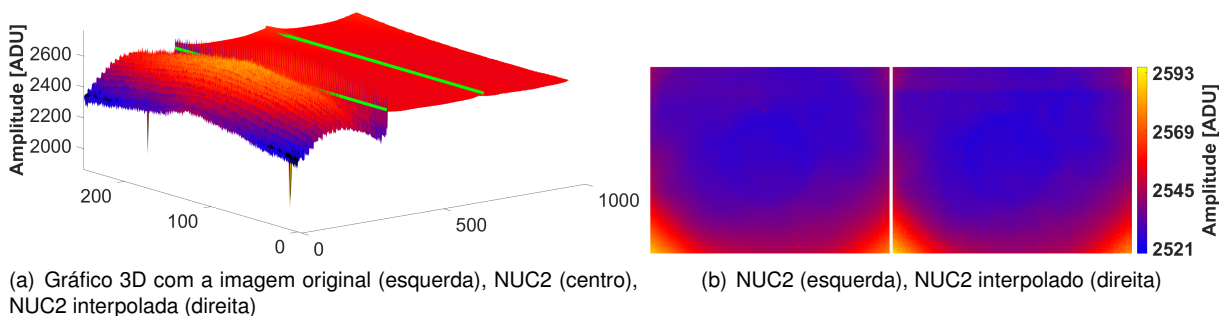 Amplitude [ADU]
2600
2400
2200
2000
200
100
0
0
500
1000
2593
2569
2545
2521
Amplitude [ADU]
(a) Gráfico 3D com a imagem original (esquerda), NUC2 (centro),
NUC2 interpolada (direita)
(b) NUC2 (esquerda), NUC2 interpolado (direita)